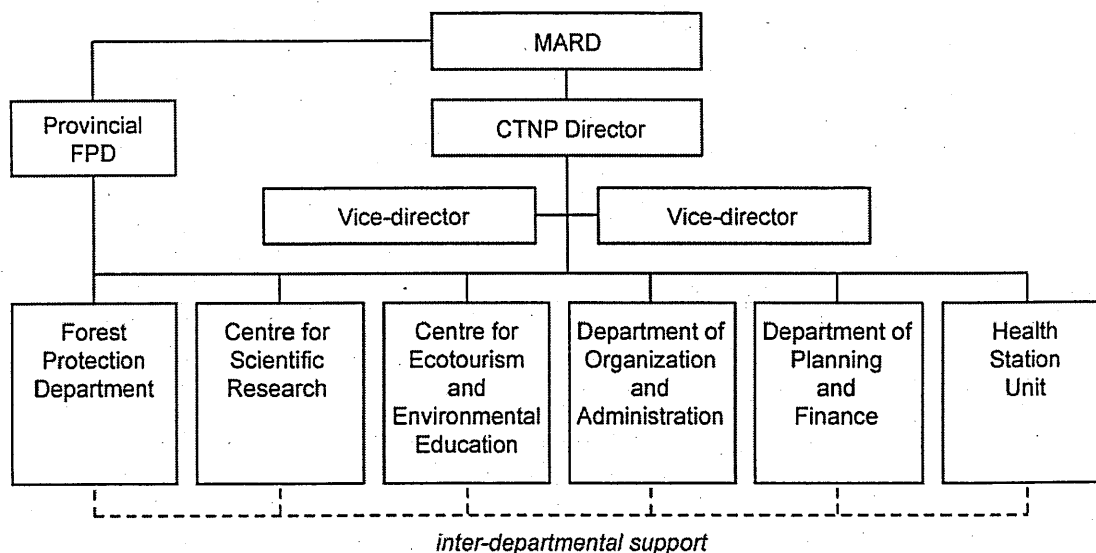 MARD
Provincial
FPD
CTNP Director
Vice-director
Vice-director
Forest
Protection
Department
Centre for
Scientific
Research
Centre for
Ecotourism
and
Environmental
Education
Department of
Organization
and
Administration
Department of
Planning
and
Finance
Health
Station
Unit
inter-departmental support